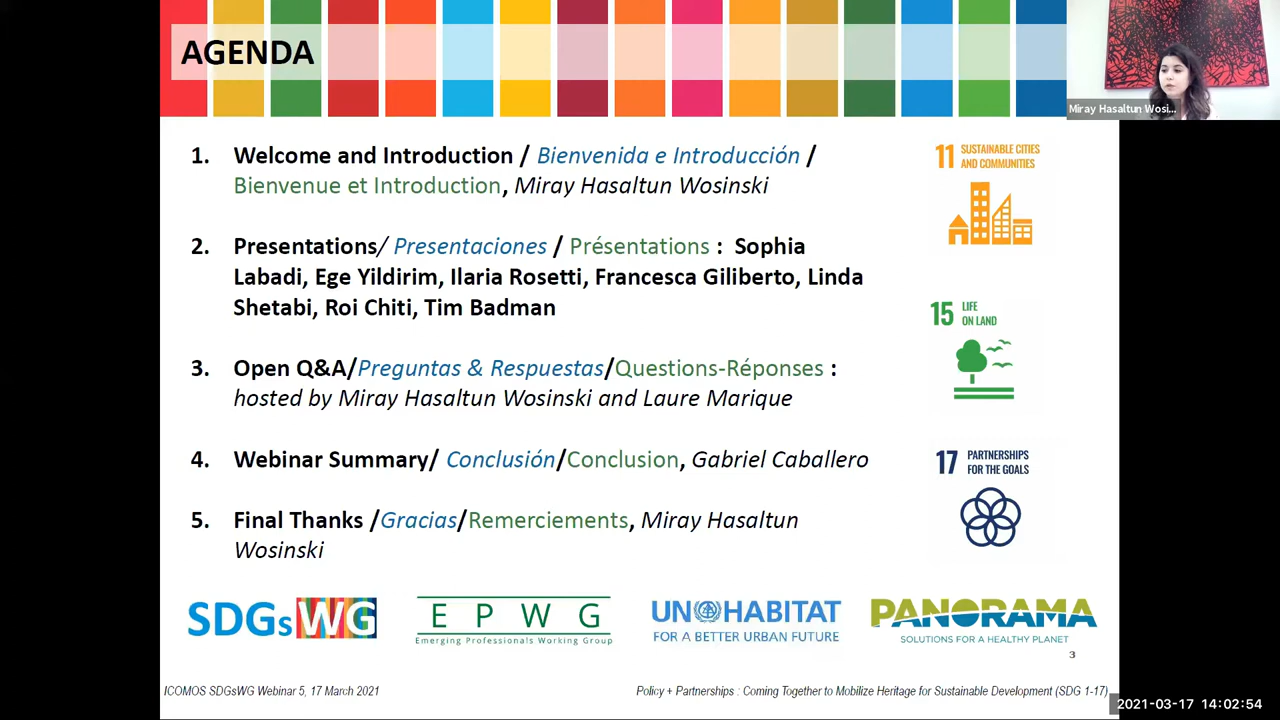 AGENDA
Miray Hasaltun Wosi...
1. Welcome and Introduction / Bienvenida e Introducción /
Bienvenue et Introduction, Miray Hasaltun Wosinski
2. Presentations/ Presentaciones / Présentations : Sophia
Labadi, Ege Yildirim, Ilaria Rosetti, Francesca Giliberto, Linda
Shetabi, Roi Chiti, Tim Badman
3. Open Q&A/Preguntas & Respuestas/Questions-Réponses :
hosted by Miray Hasaltun Wosinski and Laure Marique
4. Webinar Summary/ Conclusión/Conclusion, Gabriel Caballero
5. Final Thanks /Gracias/Remerciements, Miray Hasaltun
Wosinski
11 SUSTAINABLE CITIES
AND COMMUNITIES
15 LIFE
ON LAND
17 PARTNERSHIPS
FOR THE GOALS
SDGsWG
EPWG
Emerging Professionals Working Group
UN HABITAT
FOR A BETTER URBAN FUTURE
PANORAMA
SOLUTIONS FOR A HEALTHY PLANET
3
ICOMOS SDGsWG Webinar 5, 17 March 2021
Policy + Partnerships : Coming Together to Mobilize Heritage for Sustainable Development (SDG 1-17)
2021-03-17 14:02:54